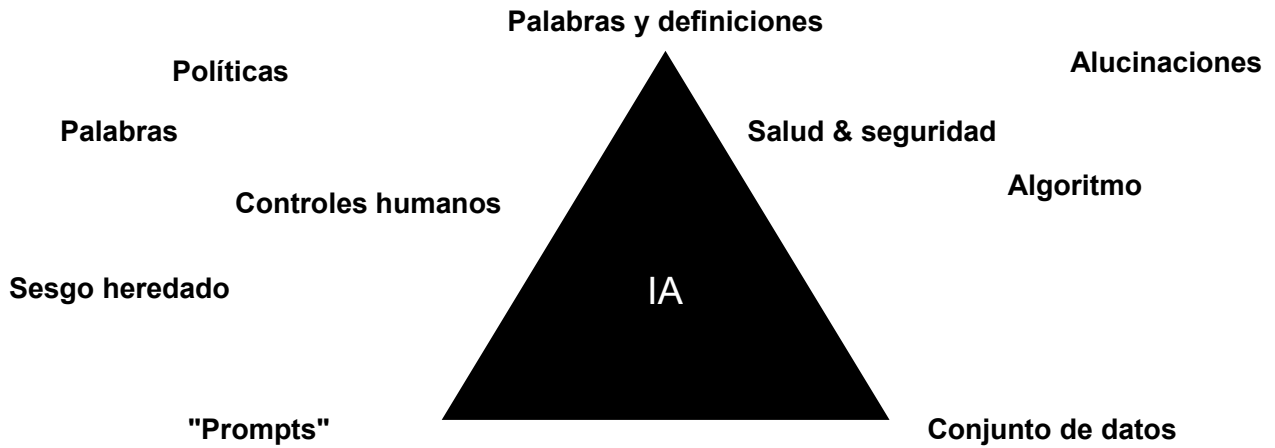 Palabras y definiciones
Políticas
Alucinaciones
Palabras
Salud & seguridad
Algoritmo
Controles humanos
Sesgo heredado
IA
"Prompts"
Conjunto de datos